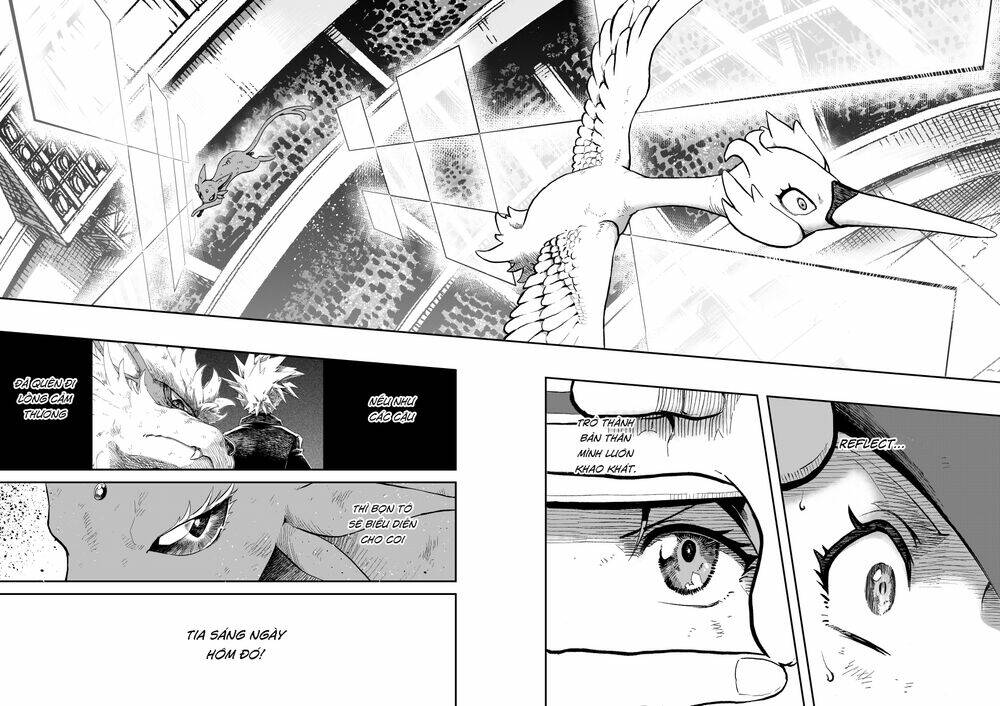 REFLECT...
TRỞ THÀNH
BẢN THÂN
MÌNH LUÔN
KHAO KHÁT.
NẾU NHƯ
CÁC CẬU
ĐÃ QUÊN ĐI
LÒNG CẢM
THƯƠNG
THÌ BỌN TỚ
SẼ BIỂU DIỄN
CHO COI
TIA SÁNG NGÀY
HÔM ĐÓ!